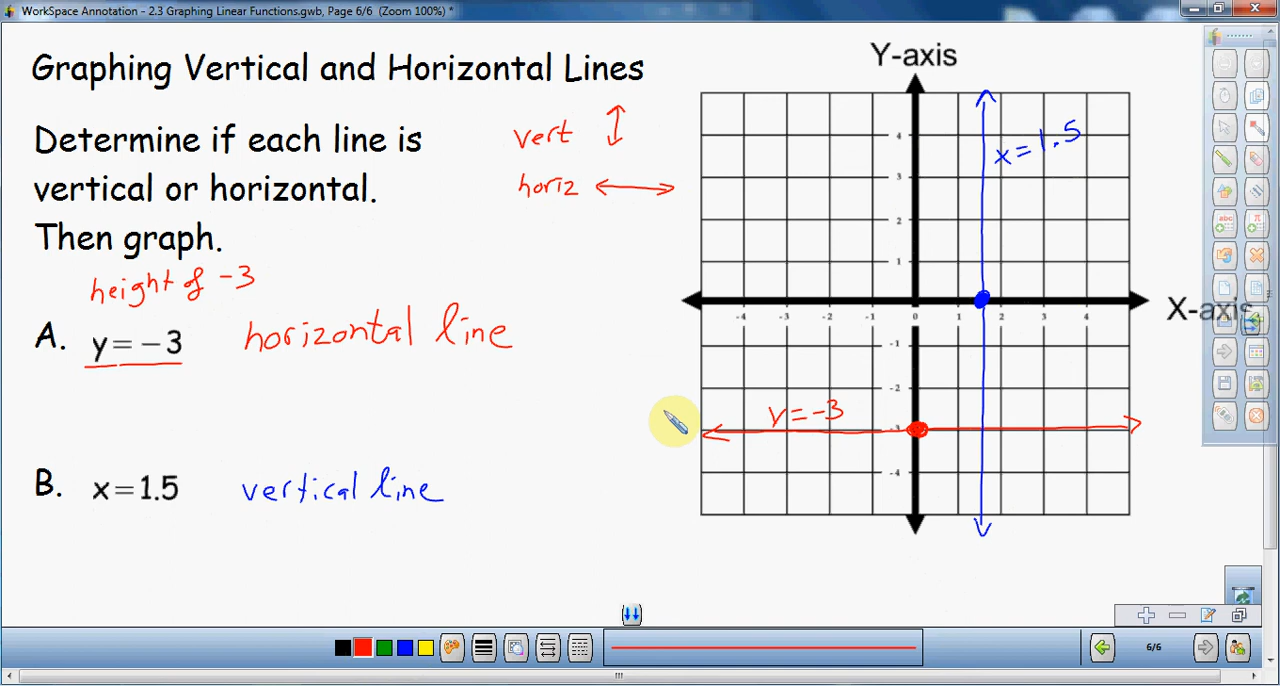 WorkSpace Annotation - 2.3 Graphing Linear Functions.gwb, Page 6/6 (Zoom 100%) *
Graphing Vertical and Horizontal Lines
Determine if each line is
vertical or horizontal.
Then graph.
vert
horiz
height of -3
A. y = -3 horizontal line
B. x = 1.5 vertical line
Y-axis
x = 1.5
4
3
2
1
-4 -3 -2 -1 0 1 2 3 4
X-axis
-1
-2
y = -3
-3
-4
6/6